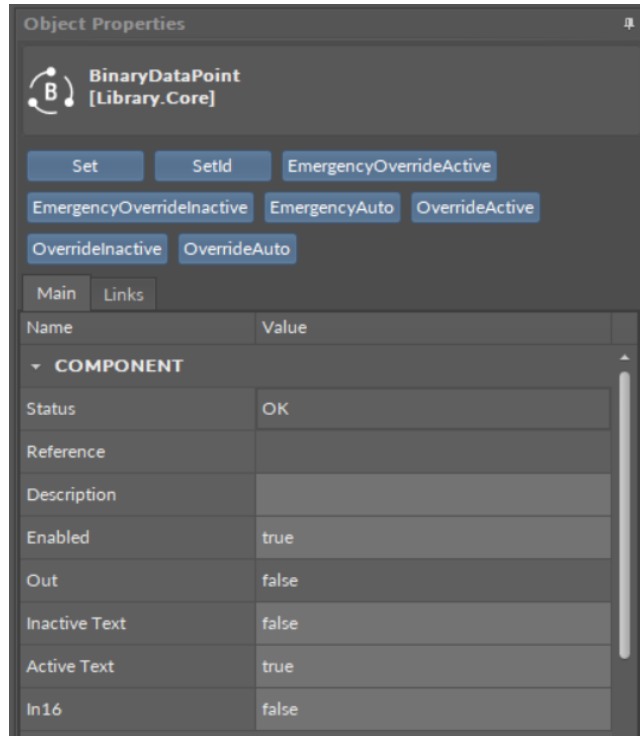 Object Properties
B
BinaryDataPoint
[Library.Core]
Set SetId EmergencyOverrideActive
EmergencyOverrideInactive EmergencyAuto OverrideActive
OverrideInactive OverrideAuto
Main Links
Name Value
COMPONENT
Status OK
Reference
Description
Enabled true
Out false
Inactive Text false
Active Text true
In16 false